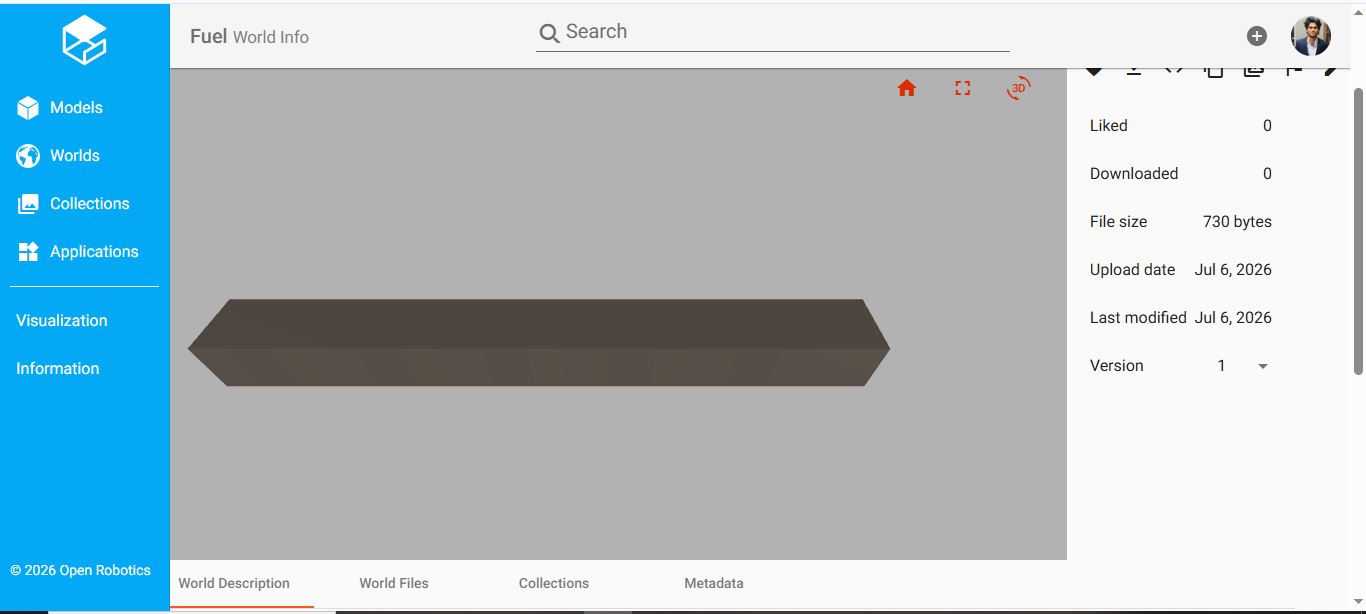 Fuel World Info
Search
Models
Worlds
Collections
Applications
Visualization
Information
© 2026 Open Robotics
3D
Liked 0
Downloaded 0
File size 730 bytes
Upload date Jul 6, 2026
Last modified Jul 6, 2026
Version 1
World Description World Files Collections Metadata